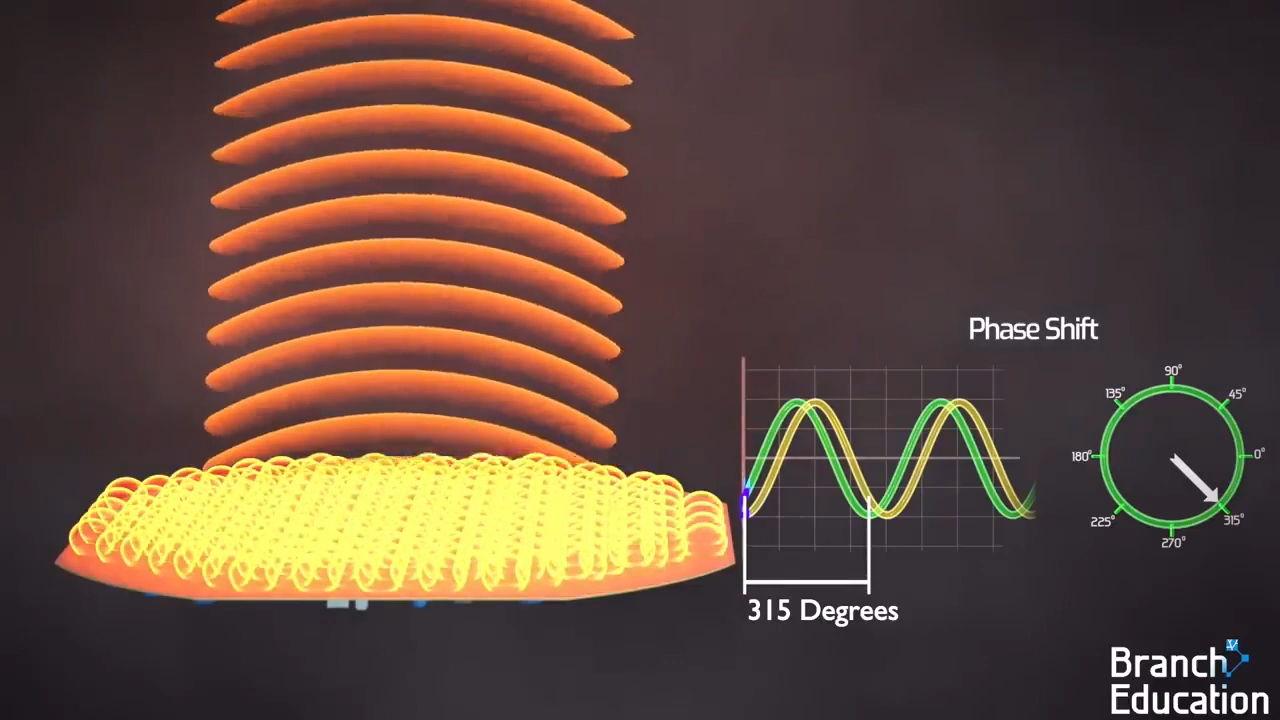 Phase Shift
90°
135°
45°
180°
0°
225°
315°
270°
315 Degrees
Branch
Education